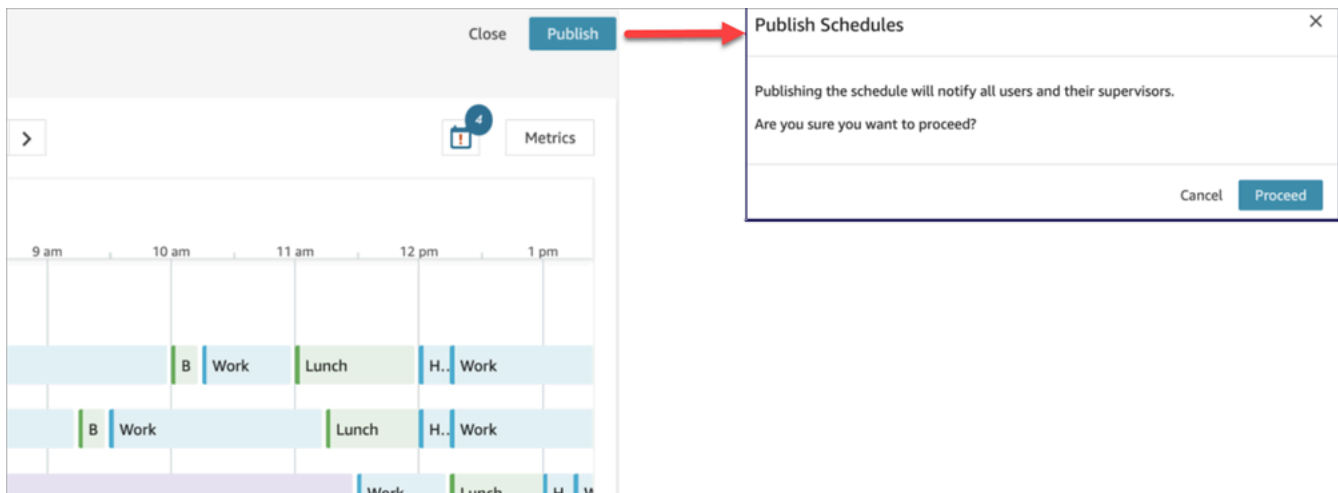 Close Publish
Publish Schedules
Publishing the schedule will notify all users and their supervisors.
Are you sure you want to proceed?
Cancel Proceed
4
Metrics
9 am 10 am 11 am 12 pm 1 pm
B Work Lunch H.. Work
B Work Lunch H.. Work
Work Lunch H W